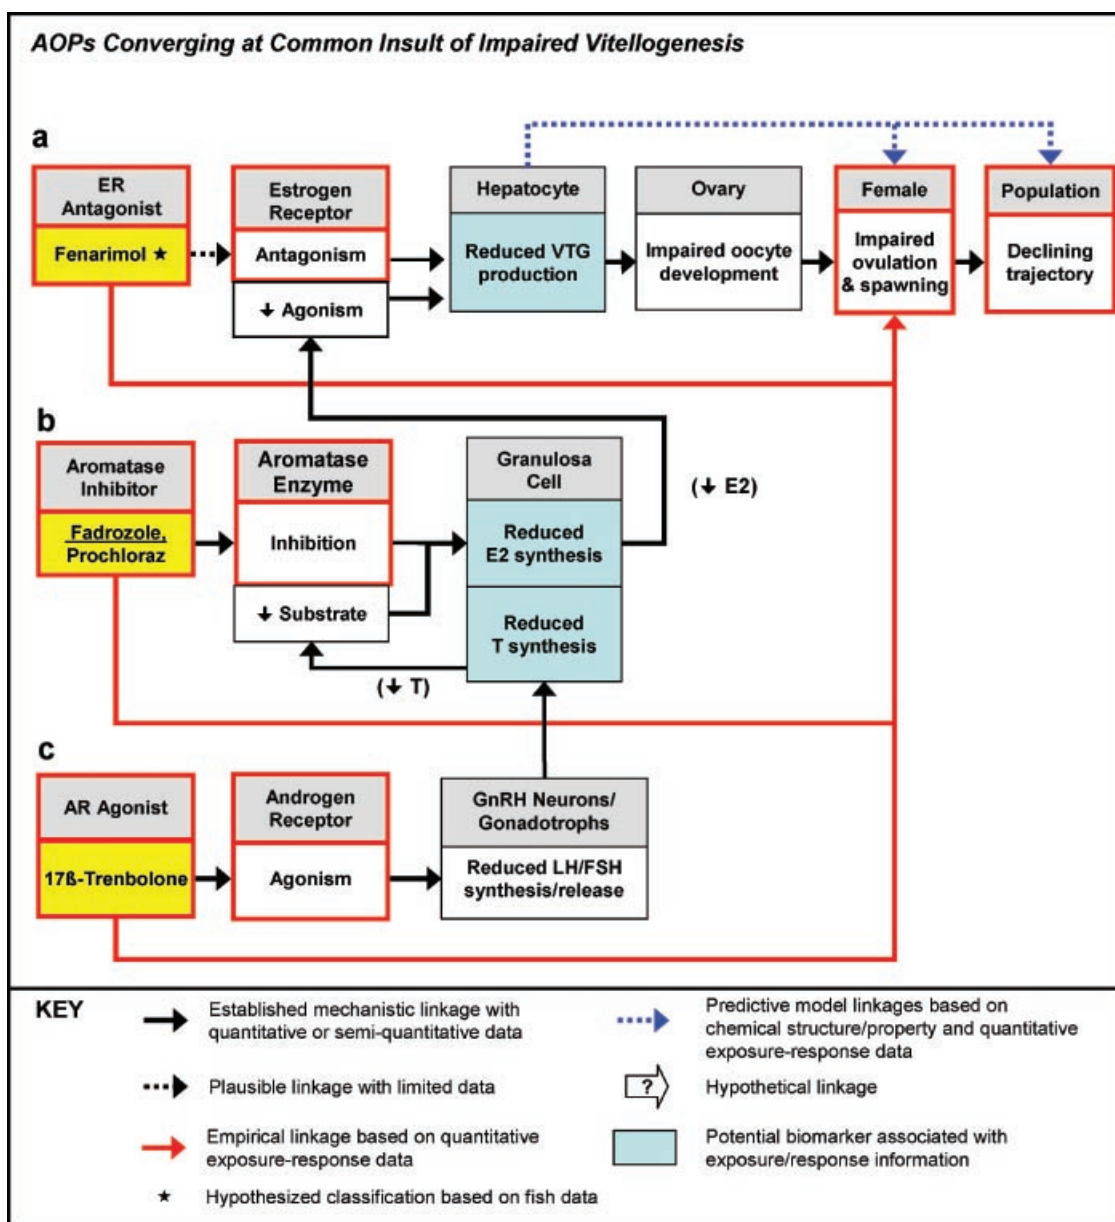 AOPs Converging at Common Insult of Impaired Vitellogenesis
a
ER
Antagonist
Fenarimol ★
Estrogen
Receptor
Antagonism
↓ Agonism
Hepatocyte
Reduced VTG
production
Ovary
Impaired oocyte
development
Female
Impaired
ovulation
& spawning
Population
Declining
trajectory
b
Aromatase
Inhibitor
Fadrozole,
Prochloraz
Aromatase
Enzyme
Inhibition
↓ Substrate
Granulosa
Cell
Reduced
E2 synthesis
Reduced
T synthesis
(↓ E2)
(↓ T)
c
AR Agonist
17ß-Trenbolone
Androgen
Receptor
Agonism
GnRH Neurons/
Gonadotrophs
Reduced LH/FSH
synthesis/release
KEY
Established mechanistic linkage with
quantitative or semi-quantitative data
Plausible linkage with limited data
Empirical linkage based on quantitative
exposure-response data
★ Hypothesized classification based on fish data
Predictive model linkages based on
chemical structure/property and quantitative
exposure-response data
?
Hypothetical linkage
Potential biomarker associated with
exposure/response information